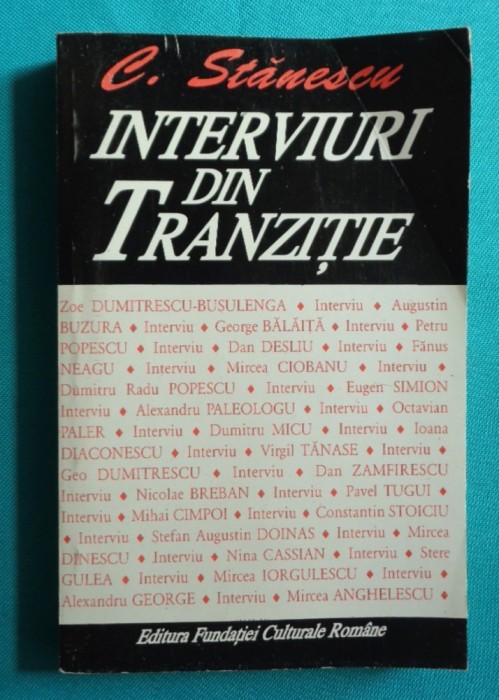 C. Stănescu
INTERVIURI
DIN
TRANZIȚIE
Zoe DUMITRESCU-BUSULENGA ♦ Interviu ♦ Augustin
BUZURA ♦ Interviu ♦ George BĂLĂIȚĂ ♦ Interviu ♦ Petru
POPESCU ♦ Interviu ♦ Dan DESLIU ♦ Interviu ♦ Fănus
NEAGU ♦ Interviu ♦ Mircea CIOBANU ♦ Interviu ♦
Dumitru Radu POPESCU ♦ Interviu ♦ Eugen SIMION
Interviu ♦ Alexandru PALEOLOGU ♦ Interviu ♦ Octavian
PALER ♦ Interviu ♦ Dumitru MICU ♦ Interviu ♦ Ioana
DIACONESCU ♦ Interviu ♦ Virgil TĂNASE ♦ Interviu ♦
Geo DUMITRESCU ♦ Interviu ♦ Dan ZAMFIRESCU
Interviu ♦ Nicolae BREBAN ♦ Interviu ♦ Pavel TUGUI ♦
Interviu ♦ Mihai CIMPOI ♦ Interviu ♦ Constantin STOICIU
♦ Interviu ♦ Stefan Augustin DOINAS ♦ Interviu ♦ Mircea
DINESCU ♦ Interviu ♦ Nina CASSIAN ♦ Interviu ♦ Stere
GULEA ♦ Interviu ♦ Mircea IORGULESCU ♦ Interviu ♦
Alexandru GEORGE ♦ Interviu ♦ Mircea ANGHELESCU ♦
Editura Fundației Culturale Române